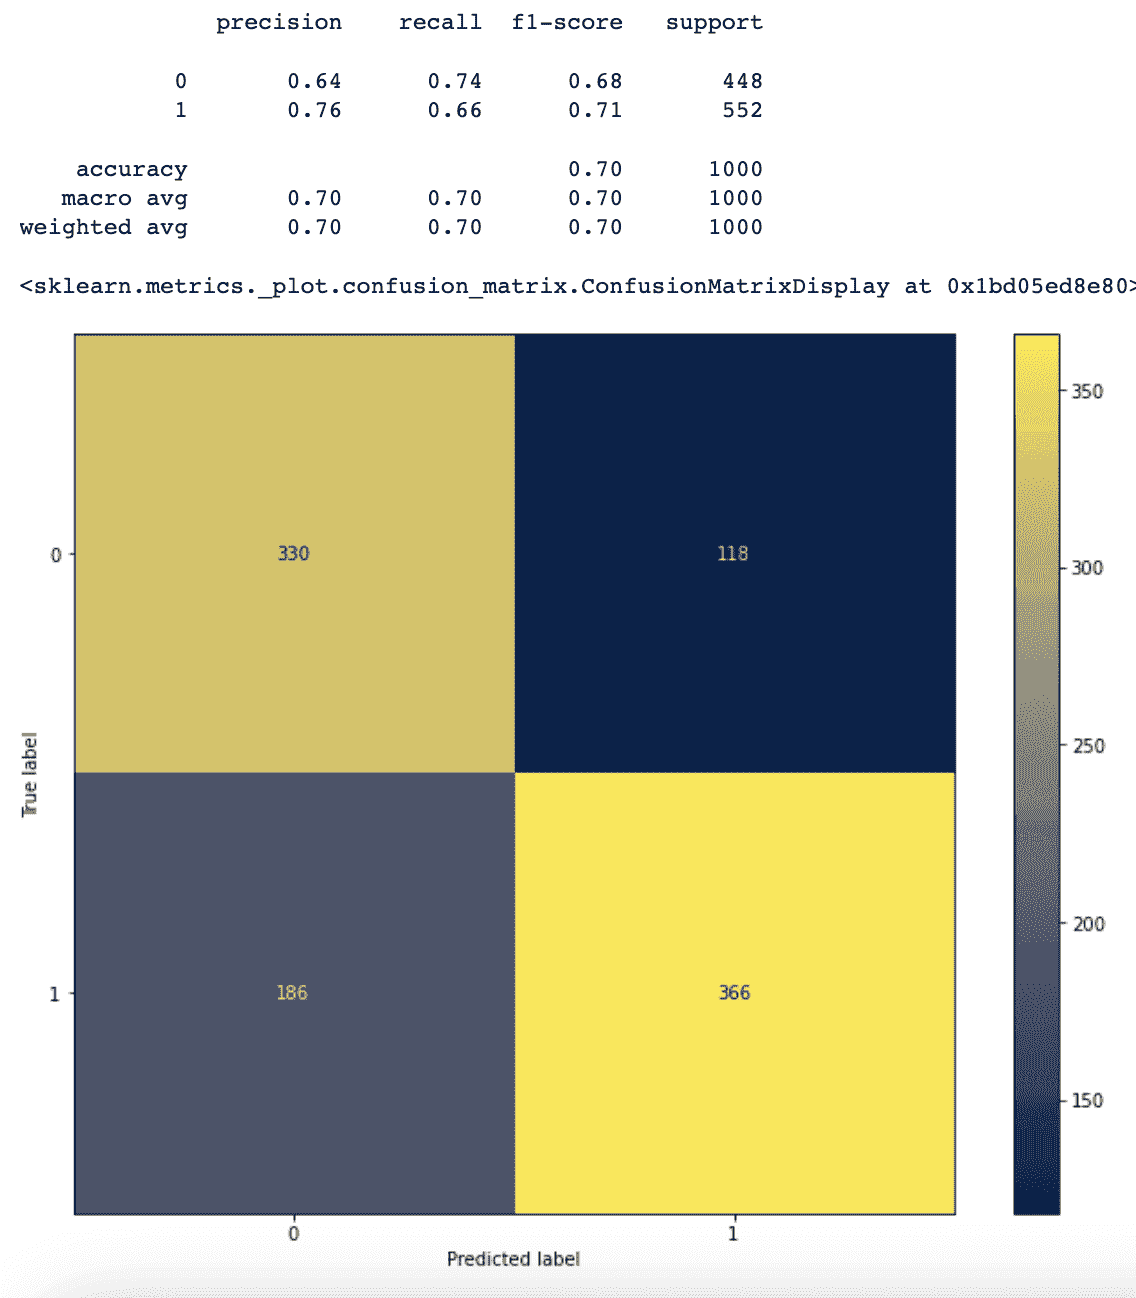 precision recall f1-score support
0 0.64 0.74 0.68 448
1 0.76 0.66 0.71 552
accuracy 0.70 1000
macro avg 0.70 0.70 0.70 1000
weighted avg 0.70 0.70 0.70 1000
<sklearn.metrics._plot.confusion_matrix.ConfusionMatrixDisplay at 0x1bd05ed8e80>
350
0 330 118
300
250
True label
200
1 186 366
150
0 1
Predicted label